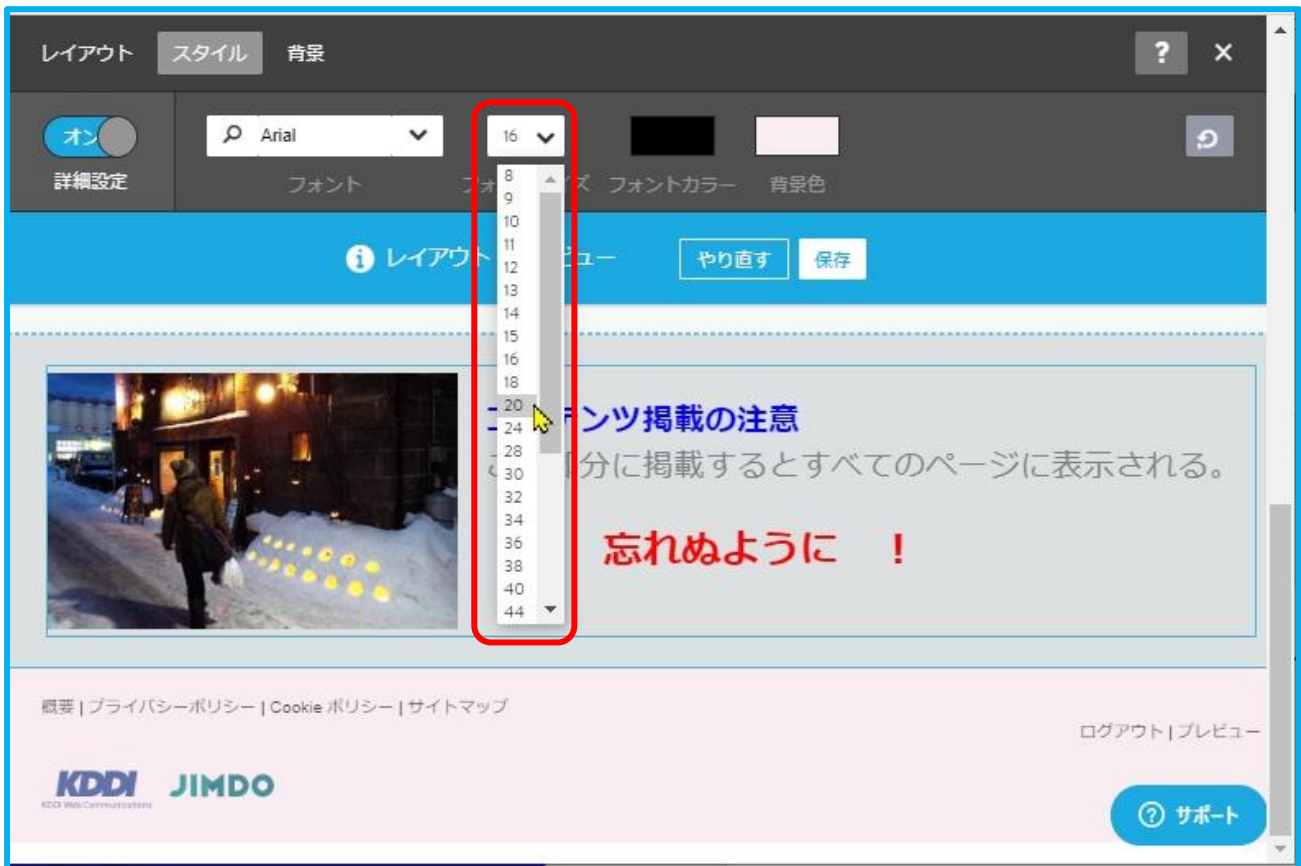 レイアウト スタイル 背景 ? ×
オン Arial 16
詳細設定 フォント フォ イズ フォントカラー 背景色
8
9
10
11
12
13
14
15
16
18
20
24
28
30
32
34
36
38
40
44
レイアウト ビュー やり直す 保存
ンツ掲載の注意
分に掲載するとすべてのページに表示される。
忘れぬように !
概要 | プライバシーポリシー | Cookie ポリシー | サイトマップ
ログアウト | プレビュー
KDDI JIMDO
KDDI Web Communications
サポート